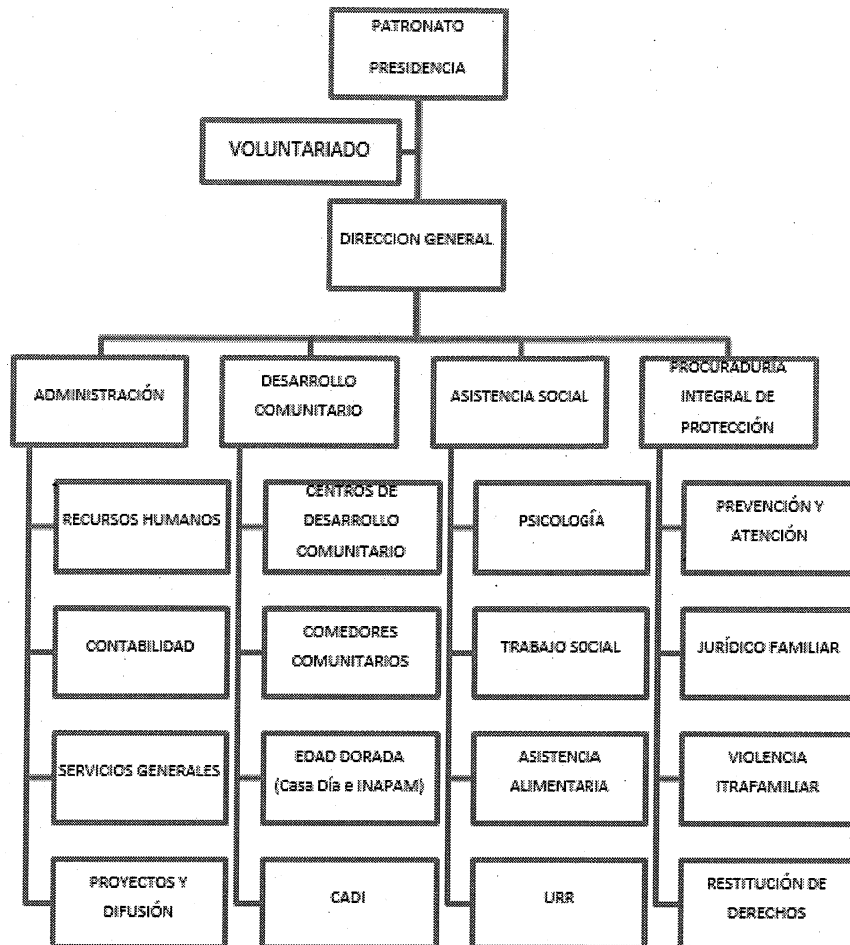 PATRONATO
PRESIDENCIA
VOLUNTARIADO
DIRECCION GENERAL
ADMINISTRACIÓN
DESARROLLO
COMUNITARIO
ASISTENCIA SOCIAL
PROCURADURÍA
INTEGRAL DE
PROTECCIÓN
RECURSOS HUMANOS
CENTROS DE
DESARROLLO
COMUNITARIO
PSICOLOGÍA
PREVENCIÓN Y
ATENCIÓN
CONTABILIDAD
COMEDORES
COMUNITARIOS
TRABAJO SOCIAL
JURÍDICO FAMILIAR
SERVICIOS GENERALES
EDAD DORADA
(Casa Día e INAPAM)
ASISTENCIA
ALIMENTARIA
VIOLENCIA
ITRAFAMILIAR
PROYECTOS Y
DIFUSIÓN
CADI
URR
RESTITUCIÓN DE
DERECHOS